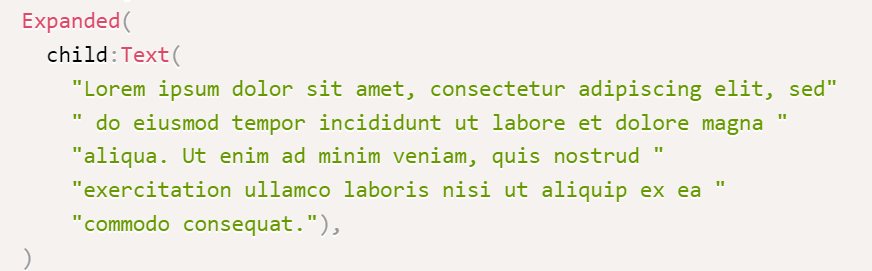 Expanded(
  child:Text(
    "Lorem ipsum dolor sit amet, consectetur adipiscing elit, sed"
    " do eiusmod tempor incididunt ut labore et dolore magna "
    "aliqua. Ut enim ad minim veniam, quis nostrud "
    "exercitation ullamco laboris nisi ut aliquip ex ea "
    "commodo consequat."),
)